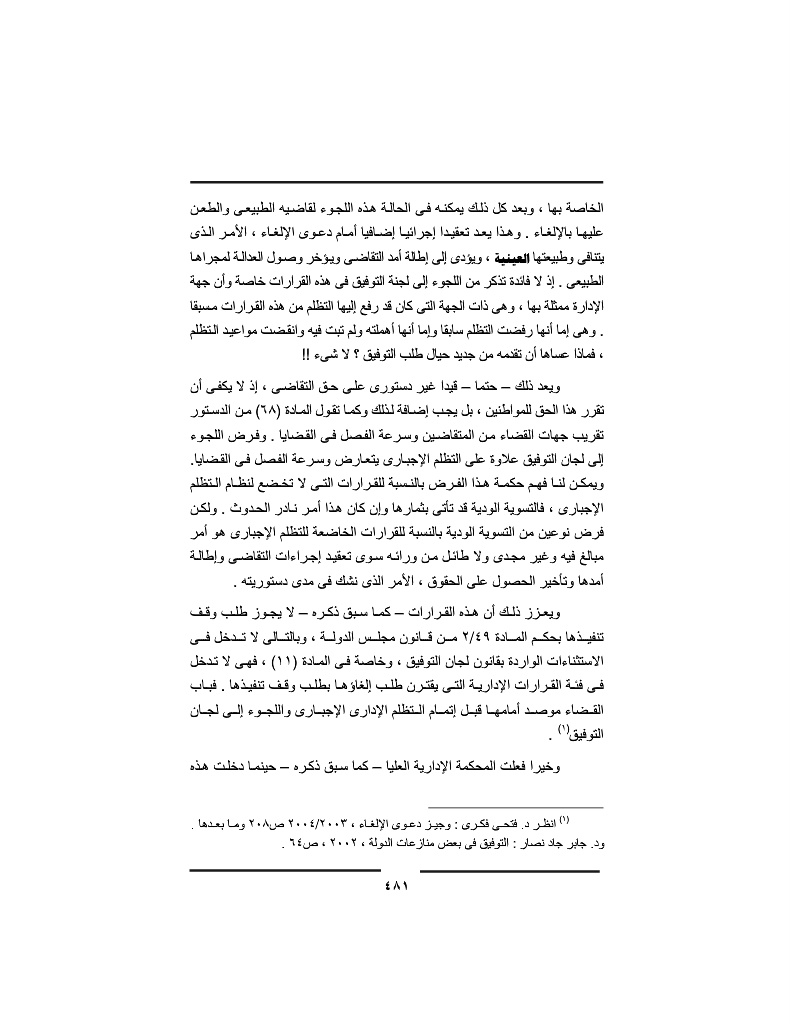 الخاصة بها ، وبعد كل ذلك يمكنه فى الحالة هذه اللجوء لقاضيه الطبيعى والطعن
عليها بالإلغاء . وهذا يعد تعقيدا إجرائيا إضافيا أمام دعوى الإلغاء ، الأمر الذى
يتنافى وطبيعتها العينية ، ويؤدى إلى إطالة أمد التقاضى ويؤخر وصول العدالة لمجراها
الطبيعى . إذ لا فائدة تذكر من اللجوء إلى لجنة التوفيق فى هذه القرارات خاصة وأن جهة
الإدارة ممثلة بها ، وهى ذات الجهة التى كان قد رفع إليها التظلم من هذه القرارات مسبقا
. وهى إما أنها رفضت التظلم سابقا وإما أنها أهملته ولم تبت فيه وانقضت مواعيد التظلم
، فماذا عساها أن تقدمه من جديد حيال طلب التوفيق ؟ لا شىء !!
ويعد ذلك – حتما – قيدا غير دستورى على حق التقاضى ، إذ لا يكفى أن
تقرر هذا الحق للمواطنين ، بل يجب إضافة لذلك وكما تقول المادة (٦٨) من الدستور
تقريب جهات القضاء من المتقاضين وسرعة الفصل فى القضايا . وفرض اللجوء
إلى لجان التوفيق علاوة على التظلم الإجبارى يتعارض وسرعة الفصل فى القضايا.
ويمكن لنا فهم حكمة هذا الفرض بالنسبة للقرارات التى لا تخضع لنظام التظلم
الإجبارى ، فالتسوية الودية قد تأتى بثمارها وإن كان هذا أمر نادر الحدوث . ولكن
فرض نوعين من التسوية الودية بالنسبة للقرارات الخاضعة للتظلم الإجبارى هو أمر
مبالغ فيه وغير مجدى ولا طائل من ورائه سوى تعقيد إجراءات التقاضى وإطالة
أمدها وتأخير الحصول على الحقوق ، الأمر الذى نشك فى مدى دستوريته .
ويعزز ذلك أن هذه القرارات – كما سبق ذكره – لا يجوز طلب وقف
تنفيذها بحكم المادة ٢/٤٩ من قانون مجلس الدولة ، وبالتالى لا تدخل فى
الاستثناءات الواردة بقانون لجان التوفيق ، وخاصة فى المادة (١١) ، فهى لا تدخل
فى فئة القرارات الإدارية التى يقترن طلب إلغاؤها بطلب وقف تنفيذها . فباب
القضاء موصد أمامها قبل إتمام التظلم الإدارى الإجبارى واللجوء إلى لجان
التوفيق(١) .
وخيرا فعلت المحكمة الإدارية العليا – كما سبق ذكره – حينما دخلت هذه
(١) انظر د. فتحى فكرى : وجيز دعوى الإلغاء ، ٢٠٠٤/٢٠٠٣ ص٢٠٨ وما بعدها .
ود. جابر جاد نصار : التوفيق فى بعض منازعات الدولة ، ٢٠٠٢ ، ص٦٤ .
٤٨١